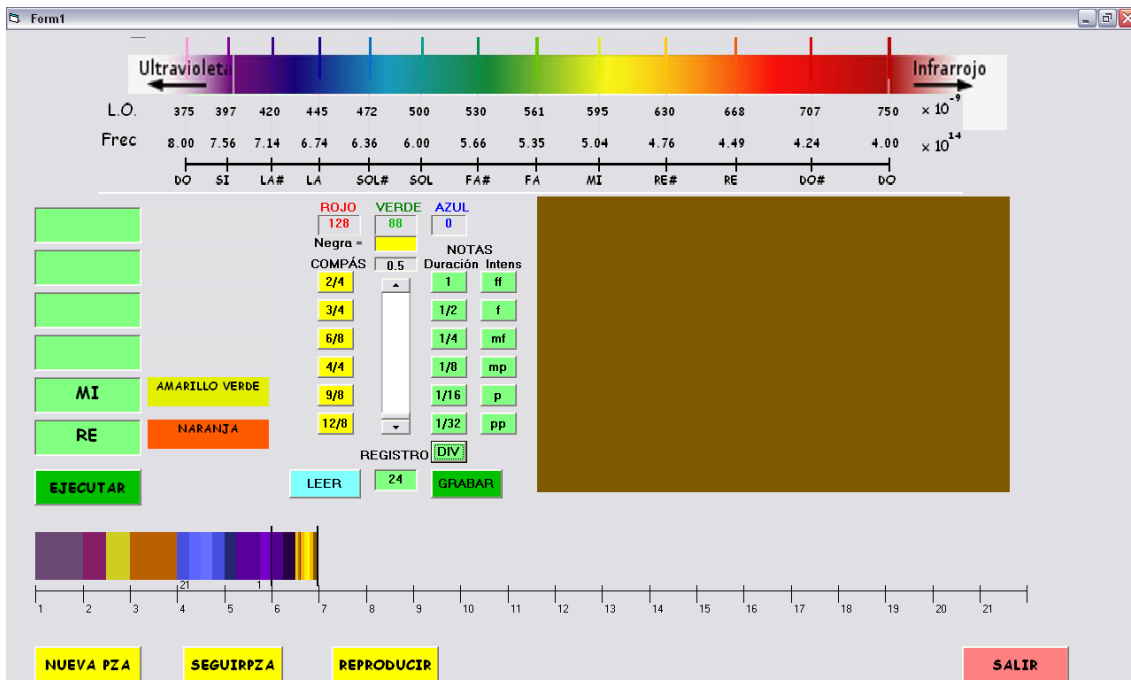 Form1
Ultravioleta Infrarrojo
L.O. 375 397 420 445 472 500 530 561 595 630 668 707 750 × 10⁻⁹
Frec 8.00 7.56 7.14 6.74 6.36 6.00 5.66 5.35 5.04 4.76 4.49 4.24 4.00 × 10¹⁴
DO SI LA# LA SOL# SOL FA# FA MI RE# RE DO# DO
ROJO VERDE AZUL
128 88 0
Negra =
NOTAS
COMPÁS 0.5 Duración Intens
2/4 1 ff
3/4 1/2 f
6/8 1/4 mf
4/4 1/8 mp
MI AMARILLO VERDE 9/8 1/16 p
RE NARANJA 12/8 1/32 pp
REGISTRO DIV
EJECUTAR LEER 24 GRABAR
21 1
1 2 3 4 5 6 7 8 9 10 11 12 13 14 15 16 17 18 19 20 21
NUEVA PZA SEGUIRPZA REPRODUCIR SALIR